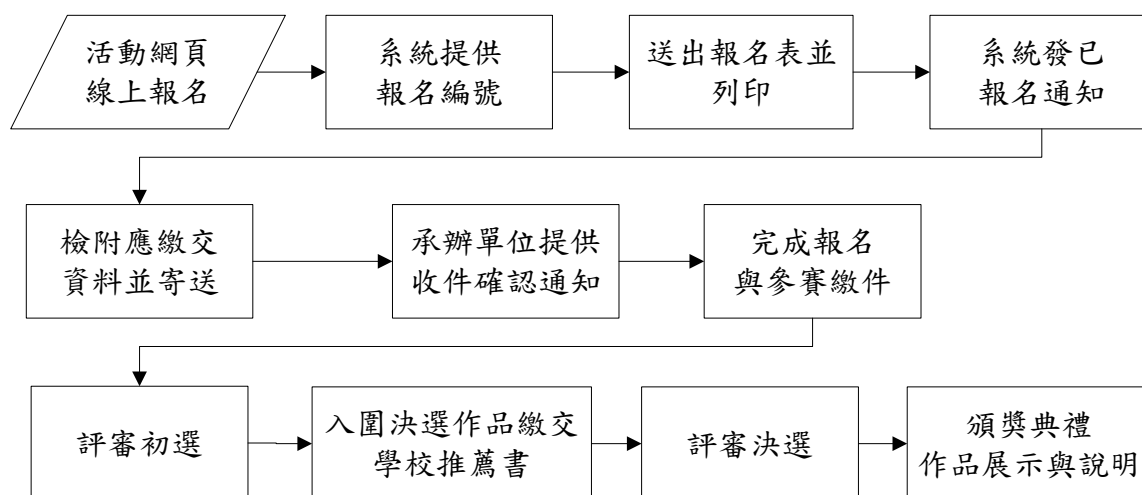 活動網頁
線上報名
系統提供
報名編號
送出報名表並
列印
系統發已
報名通知
檢附應繳交
資料並寄送
承辦單位提供
收件確認通知
完成報名
與參賽繳件
評審初選
入圍決選作品繳交
學校推薦書
評審決選
頒獎典禮
作品展示與說明